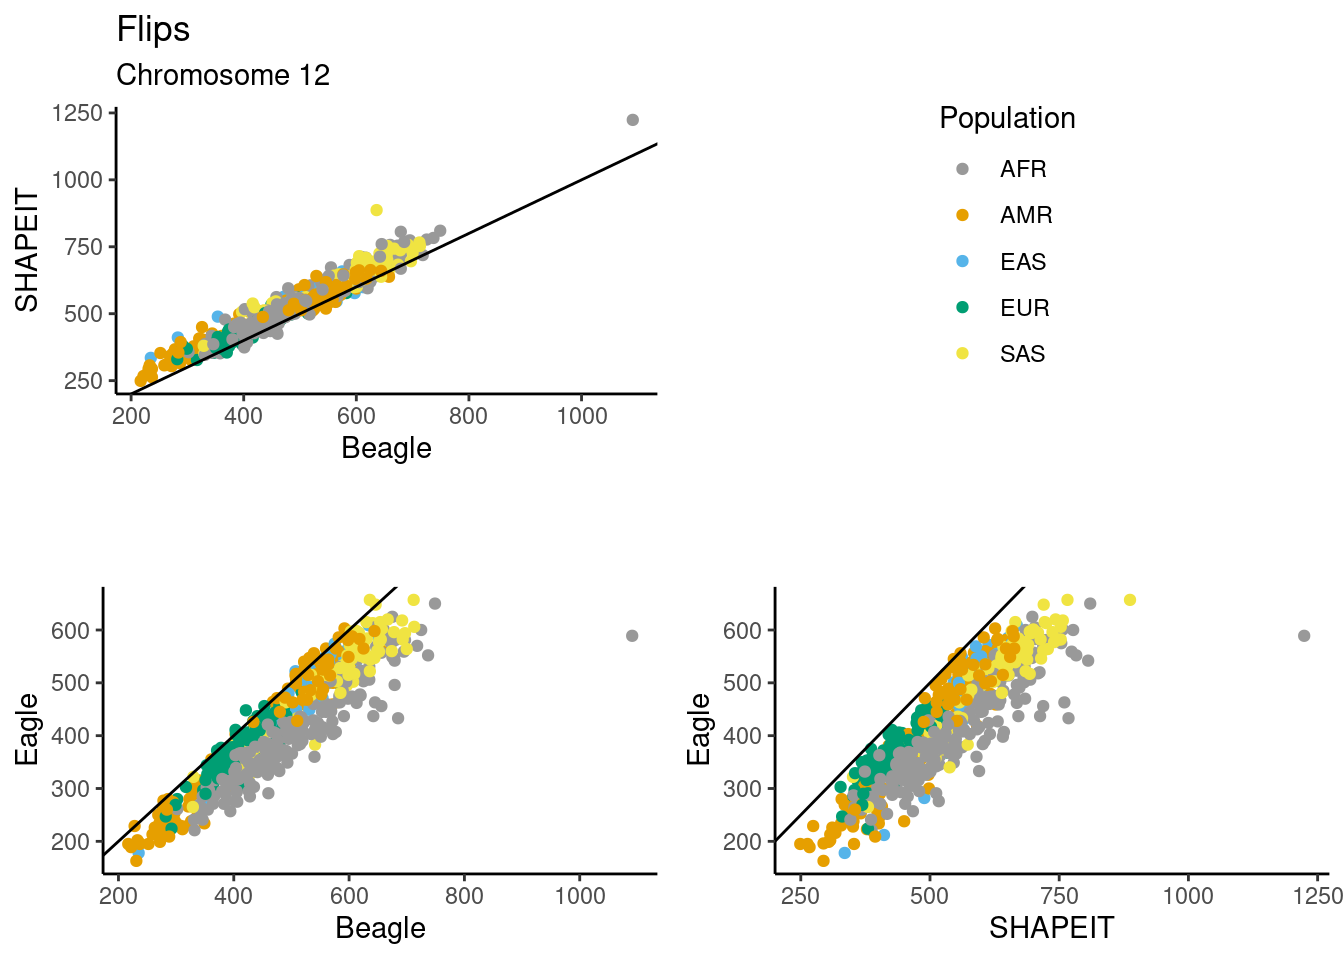 Flips
Chromosome 12
1250
1000
750
500
250
SHAPEIT
200 400 600 800 1000
Beagle
Population
AFR
AMR
EAS
EUR
SAS
600
500
400
300
200
Eagle
200 400 600 800 1000
Beagle
600
500
400
300
200
Eagle
250 500 750 1000 1250
SHAPEIT